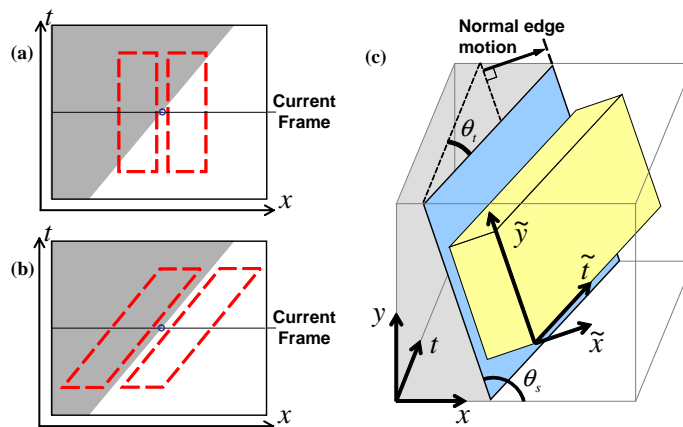 (a)
t
Current
Frame
x
(b)
t
Current
Frame
x
(c)
Normal edge
motion
θt
ỹ
t̃
x̃
y
t
x
θs